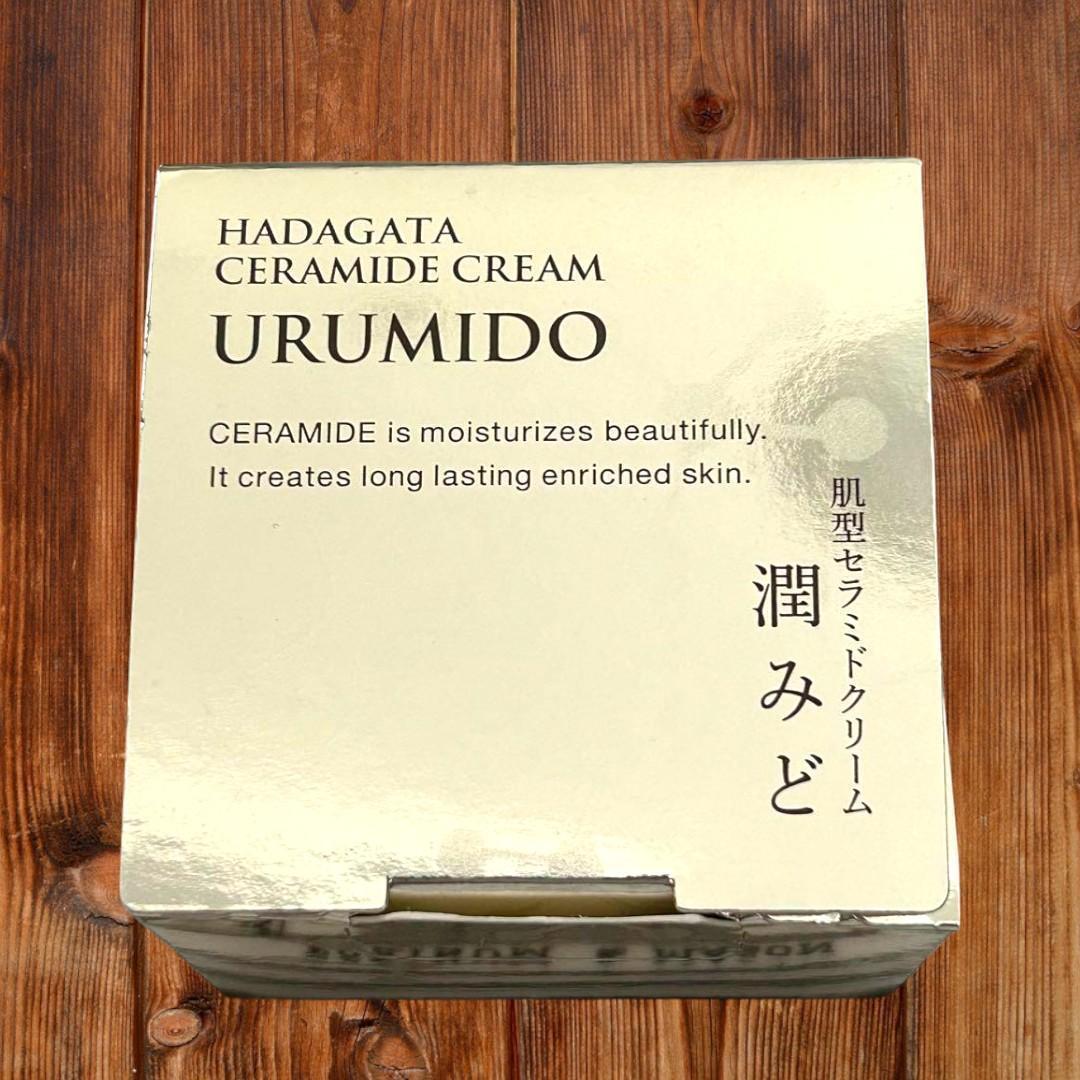 HADAGATA
CERAMIDE CREAM
URUMIDO
CERAMIDE is moisturizes beautifully.
It creates long lasting enriched skin.
肌型セラミドクリーム
潤みど